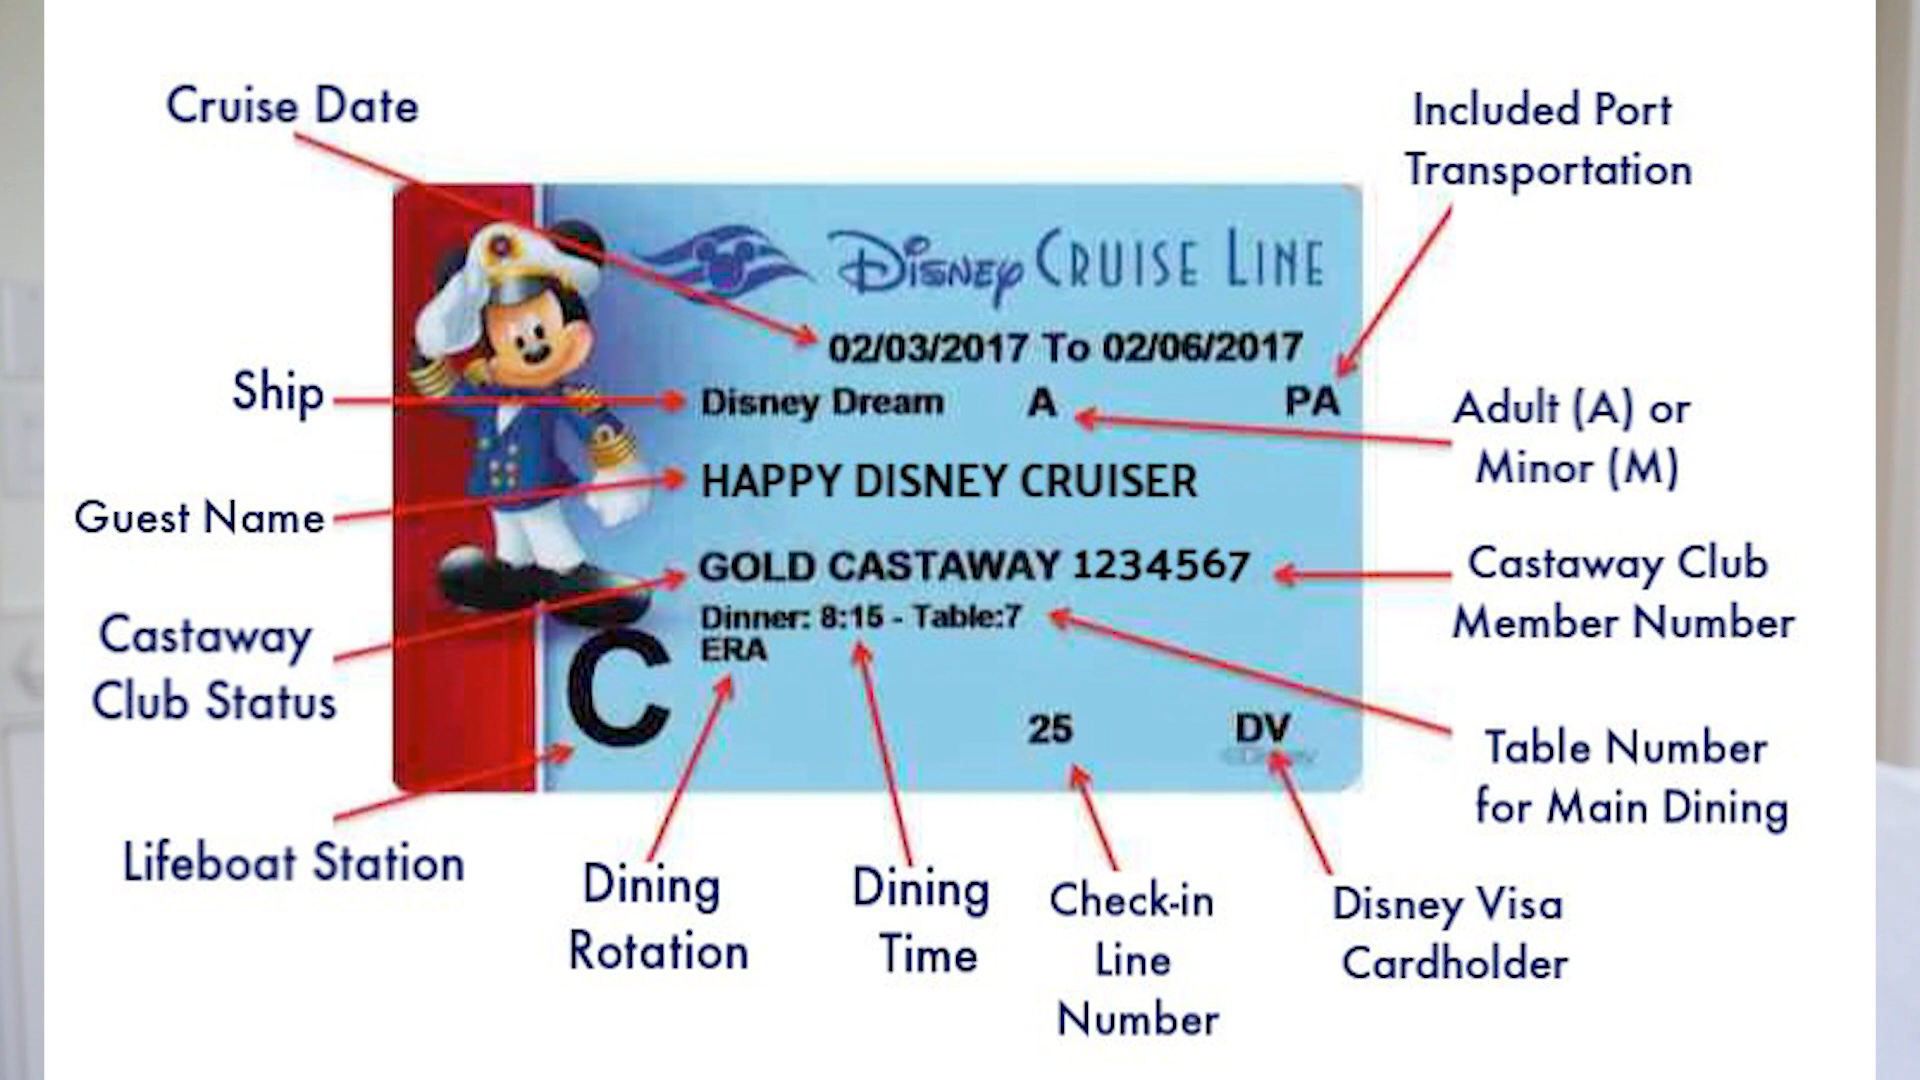 Cruise Date
Included Port
Transportation
Disney CRUISE LINE
02/03/2017 To 02/06/2017
Ship
Disney Dream A PA
Adult (A) or
Minor (M)
HAPPY DISNEY CRUISER
Guest Name
GOLD CASTAWAY 1234567
Castaway Club
Member Number
Dinner: 8:15 - Table:7
ERA
Castaway
Club Status
C
25 DV
©Disney
Table Number
for Main Dining
Lifeboat Station
Dining
Rotation
Dining
Time
Check-in
Line
Number
Disney Visa
Cardholder